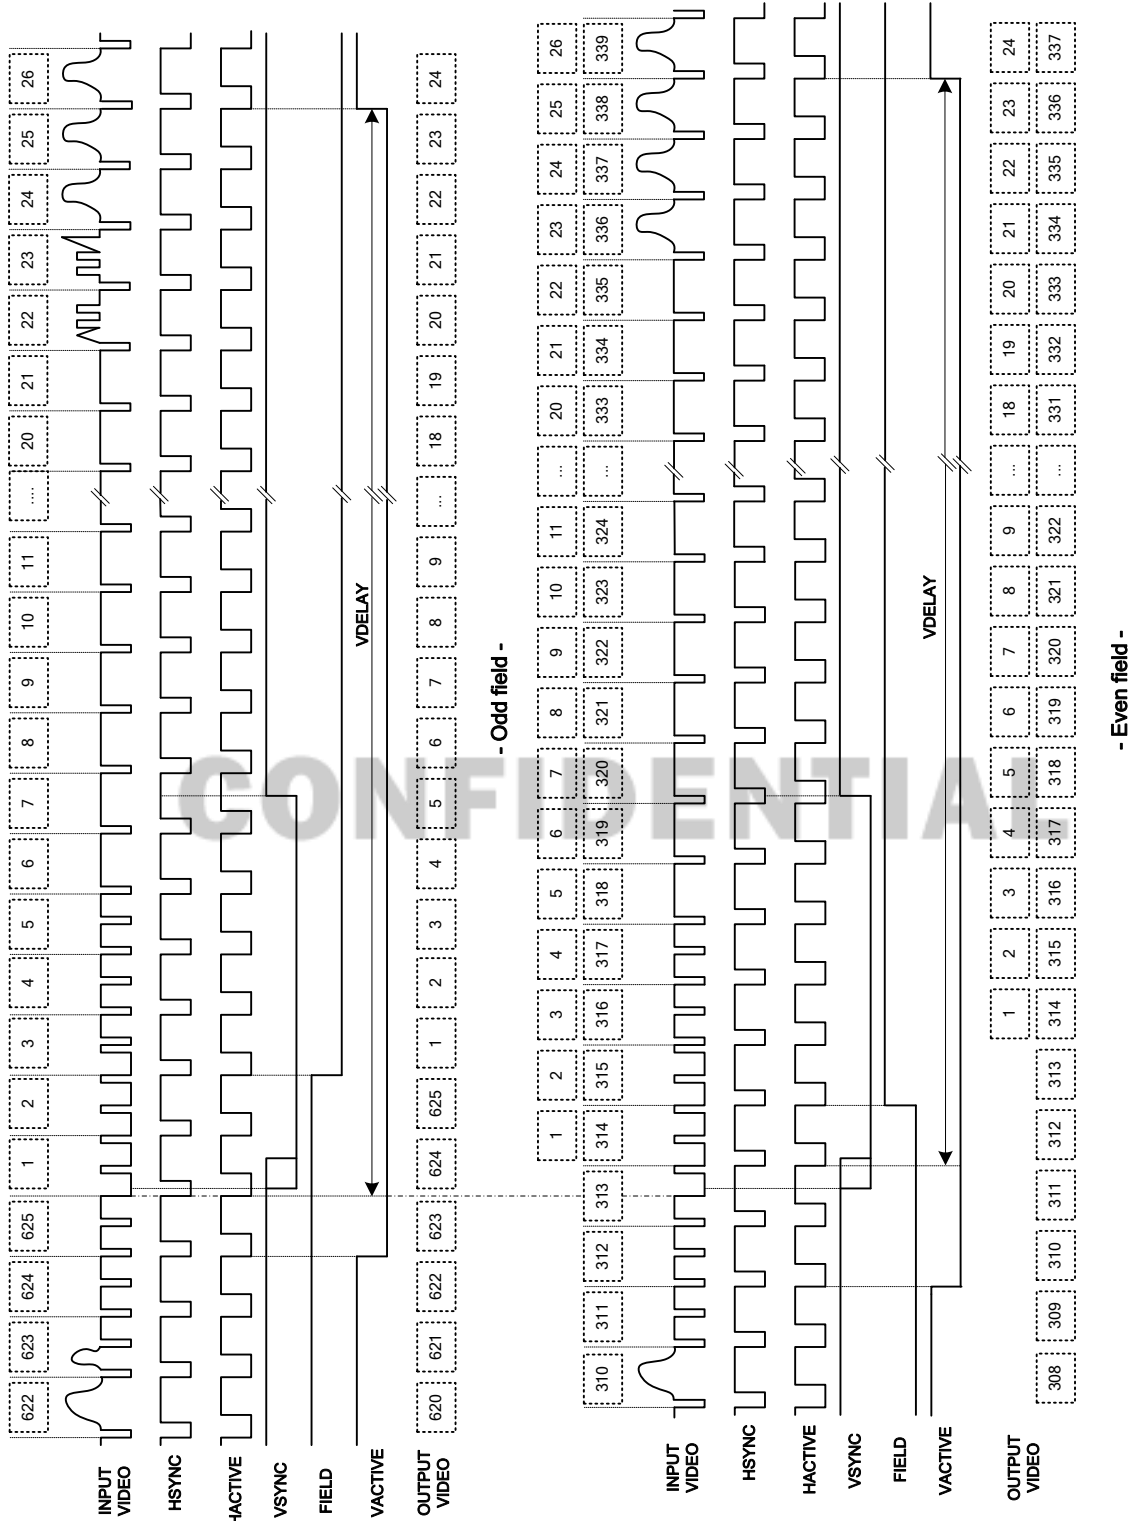 622 623 624 625 1 2 3 4 5 6 7 8 9 10 11 .... 20 21 22 23 24 25 26
INPUT
VIDEO
HSYNC
HACTIVE
VSYNC
FIELD
VACTIVE
VDELAY
OUTPUT
VIDEO
620 621 622 623 624 625 1 2 3 4 5 6 7 8 9 ... 18 19 20 21 22 23 24
- Odd field -
1 2 3 4 5 6 7 8 9 10 11 ... 20 21 22 23 24 25 26
310 311 312 313 314 315 316 317 318 319 320 321 322 323 324 ... 333 334 335 336 337 338 339
INPUT
VIDEO
HSYNC
HACTIVE
VSYNC
FIELD
VACTIVE
VDELAY
OUTPUT
VIDEO
1 2 3 4 5 6 7 8 9 ... 18 19 20 21 22 23 24
308 309 310 311 312 313 314 315 316 317 318 319 320 321 322 ... 331 332 333 334 335 336 337
- Even field -
CONFIDENTIAL